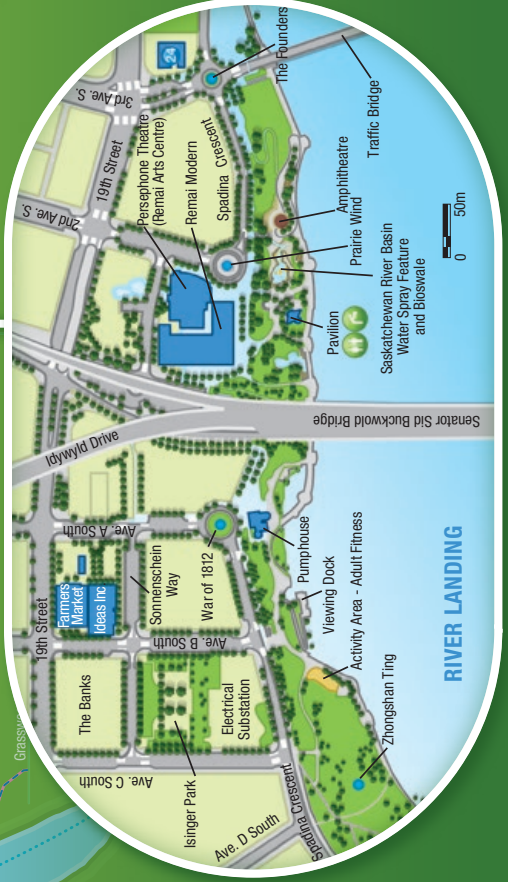 The Founders
24
3rd Ave. S.
Traffic Bridge
19th Street
Persephone Theatre
(Remai Arts Centre)
Remai Modern
Spadina Crescent
2nd Ave. S.
Amphitheatre
Prairie Wind
Saskatchewan River Basin
Water Spray Feature
and Bioswale
0
50m
Pavilion
Senator Sid Buckwold Bridge
Idywyld Drive
Ave. A South
19th Street
Farmers
Market
Ideas Inc
Sonnenschein
Way
War of 1812
Pumphouse
Viewing Dock
Activity Area - Adult Fitness
RIVER LANDING
Ave. B South
The Banks
Electrical
Substation
Zhongshan Ting
Isinger Park
Ave. C South
Ave. D South
Spadina Crescent